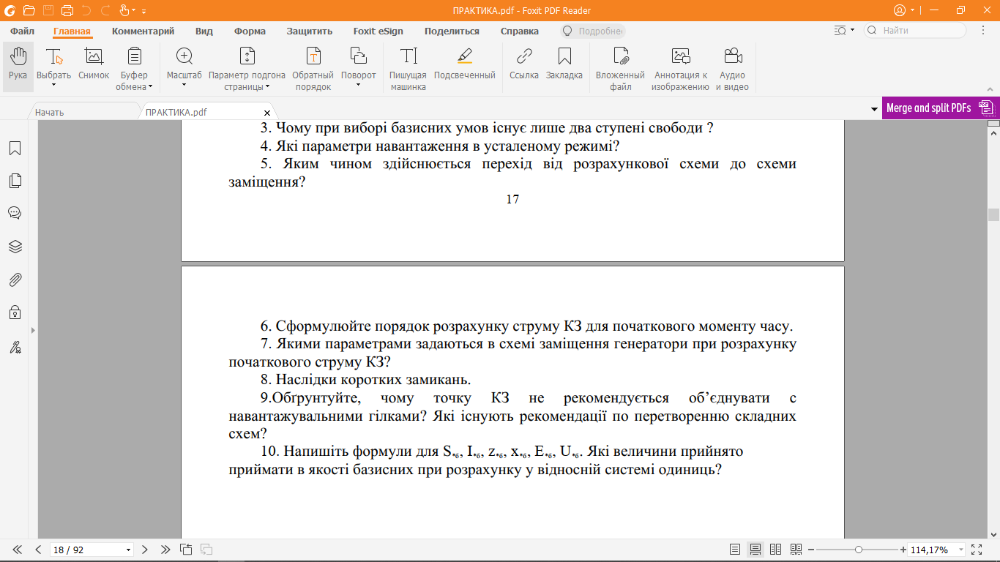 ПРАКТИКА.pdf - Foxit PDF Reader
Файл Главная Комментарий Вид Форма Защитить Foxit eSign Поделиться Справка Подробнее Найти
Рука Выбрать Снимок Буфер обмена Масштаб Параметр подгона страницы Обратный порядок Поворот Пишущая машинка Подсвеченный Ссылка Закладка Вложенный файл Аннотация к изображению Аудио и видео
Начать ПРАКТИКА.pdf Merge and split PDFs
3. Чому при виборі базисних умов існує лише два ступені свободи ?
4. Які параметри навантаження в усталеному режимі?
5. Яким чином здійснюється перехід від розрахункової схеми до схеми
заміщення?
17
6. Сформулюйте порядок розрахунку струму КЗ для початкового моменту часу.
7. Якими параметрами задаються в схемі заміщення генератори при розрахунку
початкового струму КЗ?
8. Наслідки коротких замикань.
9.Обґрунтуйте, чому точку КЗ не рекомендується об’єднувати с
навантажувальними гілками? Які існують рекомендації по перетворенню складних
схем?
10. Напишіть формули для S*б, I*б, z*б, x*б, E*б, U*б. Які величини прийнято
приймати в якості базисних при розрахунку у відносній системі одиниць?
18 / 92 114,17%